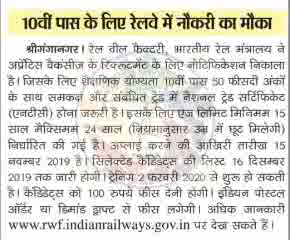 10वीं पास के लिए रेलवे में नौकरी का मौका
श्रीगंगानगर। रेल व्हील फैक्टरी, भारतीय रेल मंत्रालय ने
अप्रेंटिस वैकेंसीज के रिक्रूटमेंट के लिए नोटिफिकेशन निकाला
है। जिसके लिए शैक्षणिक योग्यता 10वीं पास 50 फीसदी अंकों
के साथ समकक्ष और संबंधित ट्रेड में नेशनल ट्रेड सर्टिफिकेट
(एनटीसी) होना जरूरी है। इसके लिए एज लिमिट मिनिमम 15
साल मैक्सिमम 24 साल (नियमानुसार उम्र में छूट मिलेगी)
निर्धारित की गई है। अप्लाई करने की आखिरी तारीख 15
नवम्बर 2019 है। सिलेक्टेड कैंडिडेट्स की लिस्ट 16 दिसम्बर
2019 तक जारी होगी। ट्रेनिंग 2 फरवरी 2020 से शुरू हो सकती
है। कैंडिडेट्स को 100 रुपये फीस देनी होगी। इंडियन पोस्टल
ऑर्डर या डिमांड ड्राफ्ट से फीस लगेगी। अधिक जानकारी
www.rwf.indianrailways.gov.in पर देख सकते हैं।